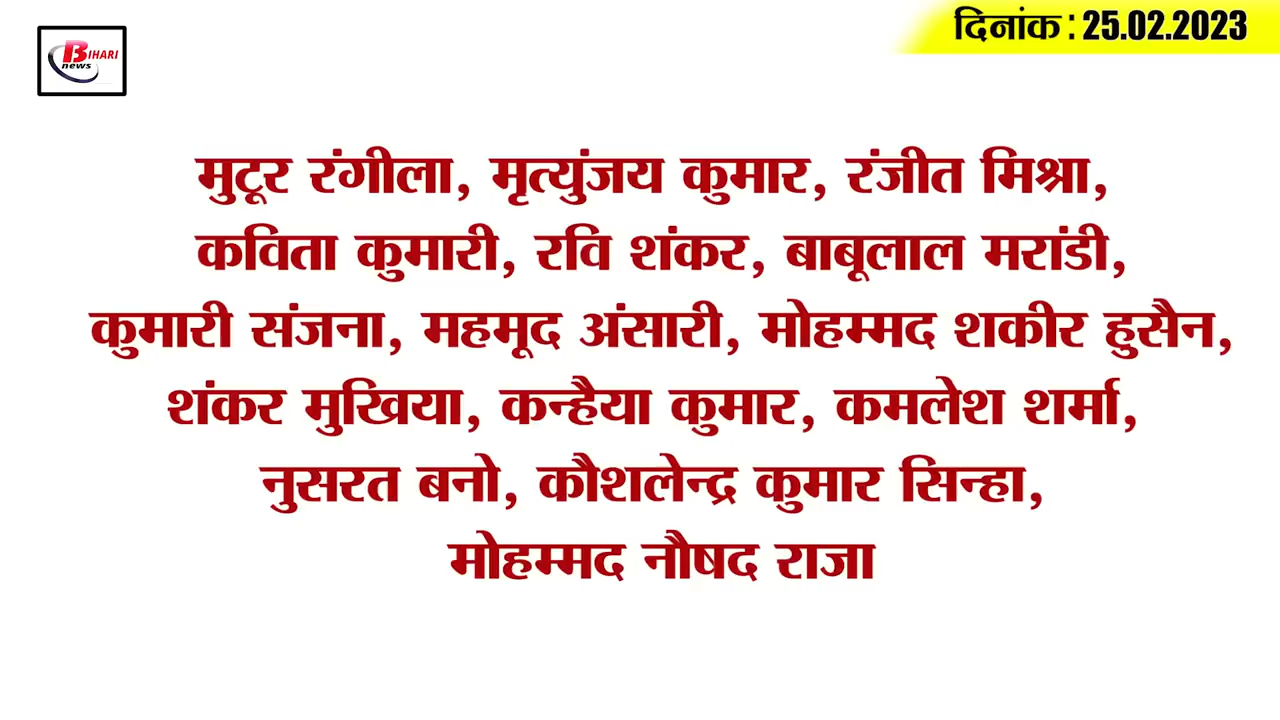 BIHARI
news
दिनांक : 25.02.2023
मुटूर रंगीला, मृत्युंजय कुमार, रंजीत मिश्रा,
कविता कुमारी, रवि शंकर, बाबूलाल मरांडी,
कुमारी संजना, महमूद अंसारी, मोहम्मद शकीर हुसैन,
शंकर मुखिया, कन्हैया कुमार, कमलेश शर्मा,
नुसरत बनो, कौशलेन्द्र कुमार सिन्हा,
मोहम्मद नौषद राजा